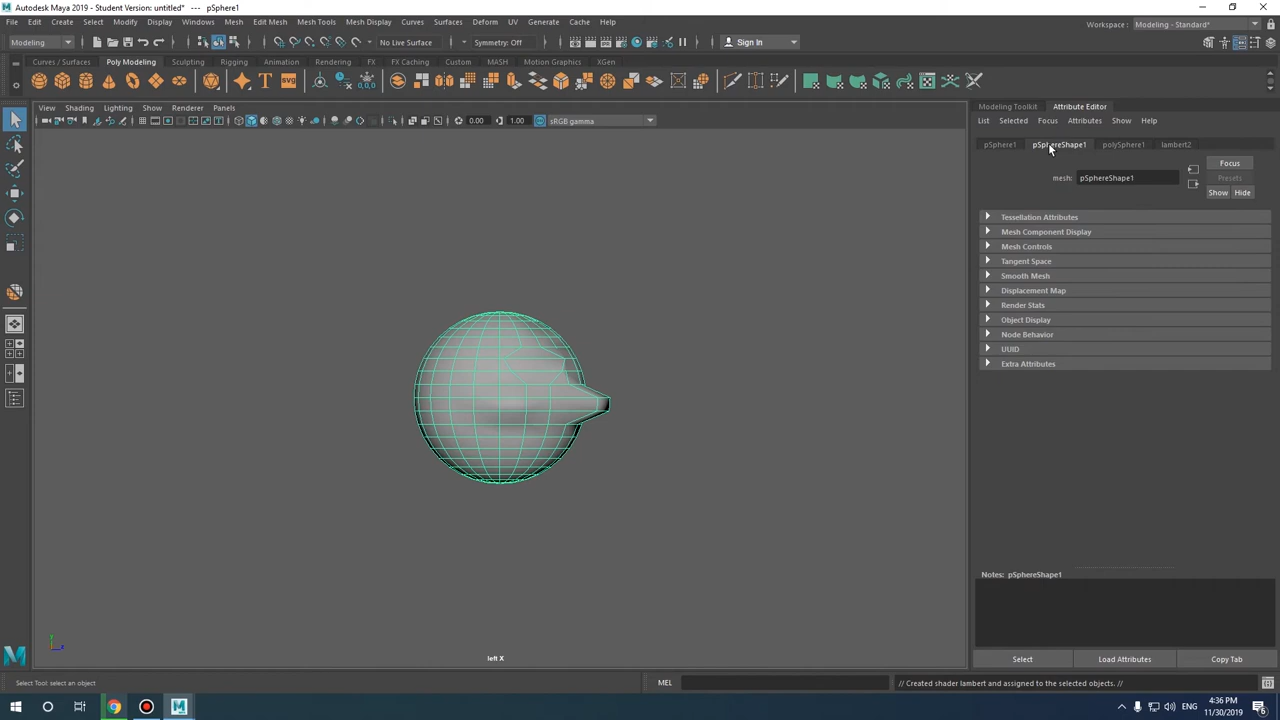 Autodesk Maya 2019 - Student Version: untitled*   ---   pSphere1
File Edit Create Select Modify Display Windows Mesh Edit Mesh Mesh Tools Mesh Display Curves Surfaces Deform UV Generate Cache Help
Workspace : Modeling - Standard*
Modeling No Live Surface Symmetry: Off Sign In
Curves / Surfaces Poly Modeling Sculpting Rigging Animation Rendering FX FX Caching Custom MASH Motion Graphics XGen
View Shading Lighting Show Renderer Panels
0.00 1.00 sRGB gamma
Modeling Toolkit Attribute Editor
List Selected Focus Attributes Show Help
pSphere1 pSphereShape1 polySphere1 lambert2
Focus
mesh: pSphereShape1 Presets
Show Hide
Tessellation Attributes
Mesh Component Display
Mesh Controls
Tangent Space
Smooth Mesh
Displacement Map
Render Stats
Object Display
Node Behavior
UUID
Extra Attributes
Notes: pSphereShape1
left X
Select Load Attributes Copy Tab
Select Tool: select an object MEL // Created shader lambert and assigned to the selected objects. //
ENG 4:36 PM
11/30/2019